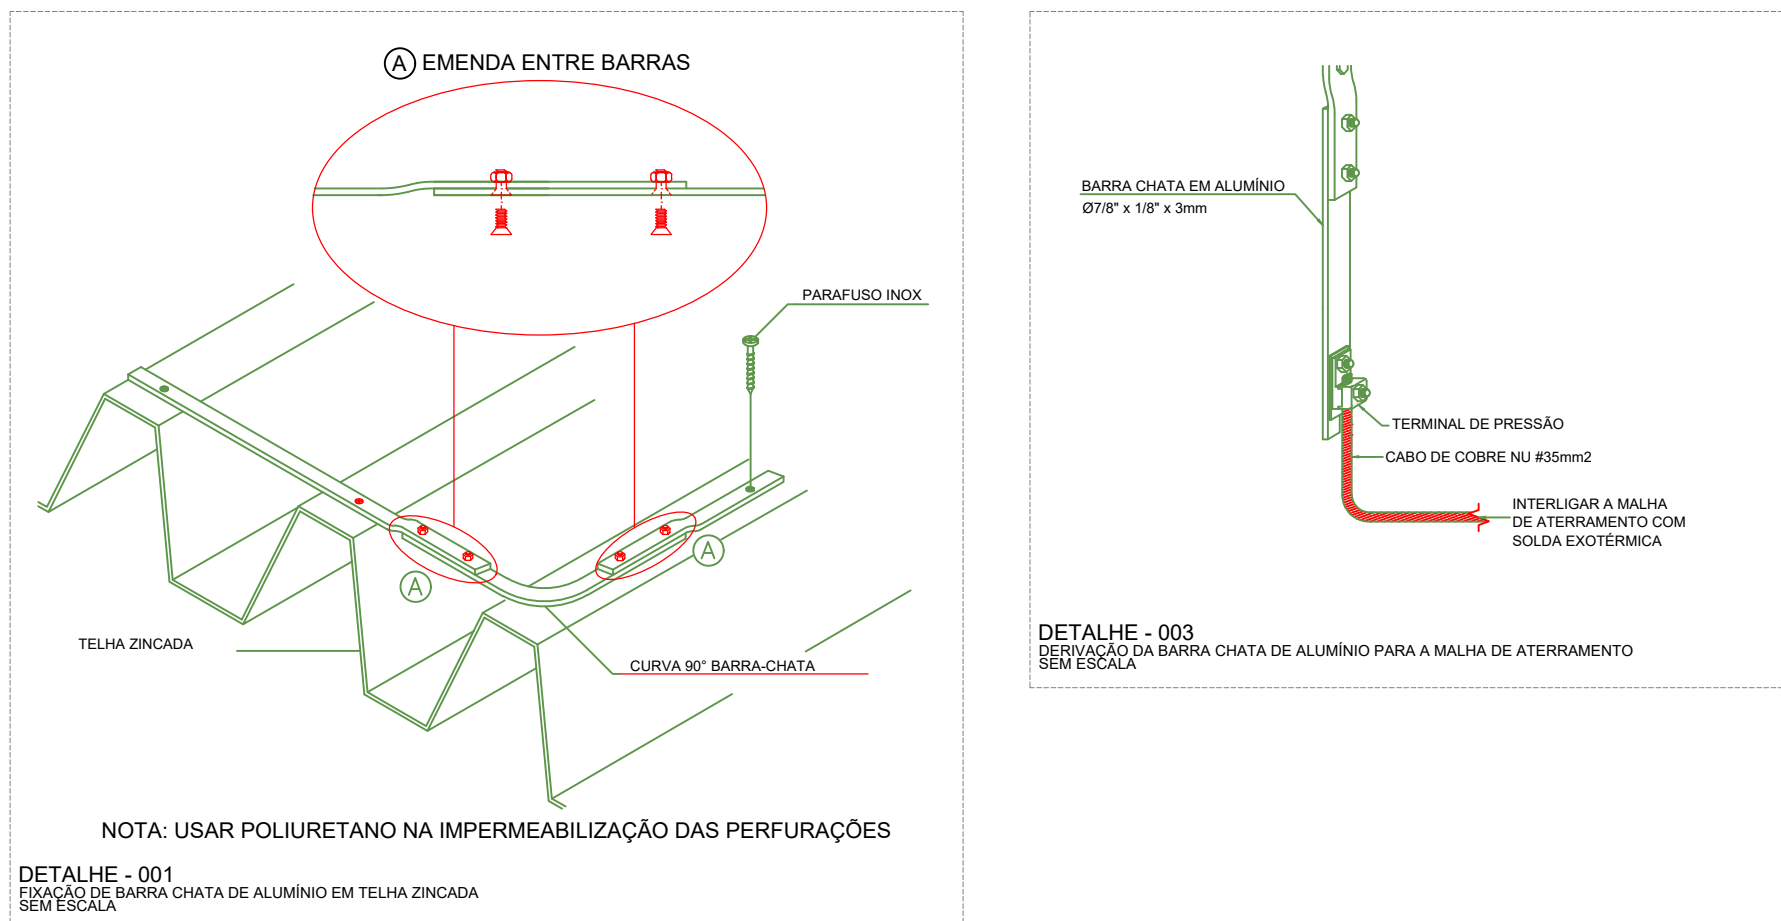 A EMENDA ENTRE BARRAS
PARAFUSO INOX
A
A
TELHA ZINCADA
CURVA 90° BARRA-CHATA
NOTA: USAR POLIURETANO NA IMPERMEABILIZAÇÃO DAS PERFURAÇÕES
DETALHE - 001
FIXAÇÃO DE BARRA CHATA DE ALUMÍNIO EM TELHA ZINCADA
SEM ESCALA
BARRA CHATA EM ALUMÍNIO
Ø7/8" x 1/8" x 3mm
TERMINAL DE PRESSÃO
CABO DE COBRE NU #35mm2
INTERLIGAR A MALHA
DE ATERRAMENTO COM
SOLDA EXOTÉRMICA
DETALHE - 003
DERIVAÇÃO DA BARRA CHATA DE ALUMÍNIO PARA A MALHA DE ATERRAMENTO
SEM ESCALA